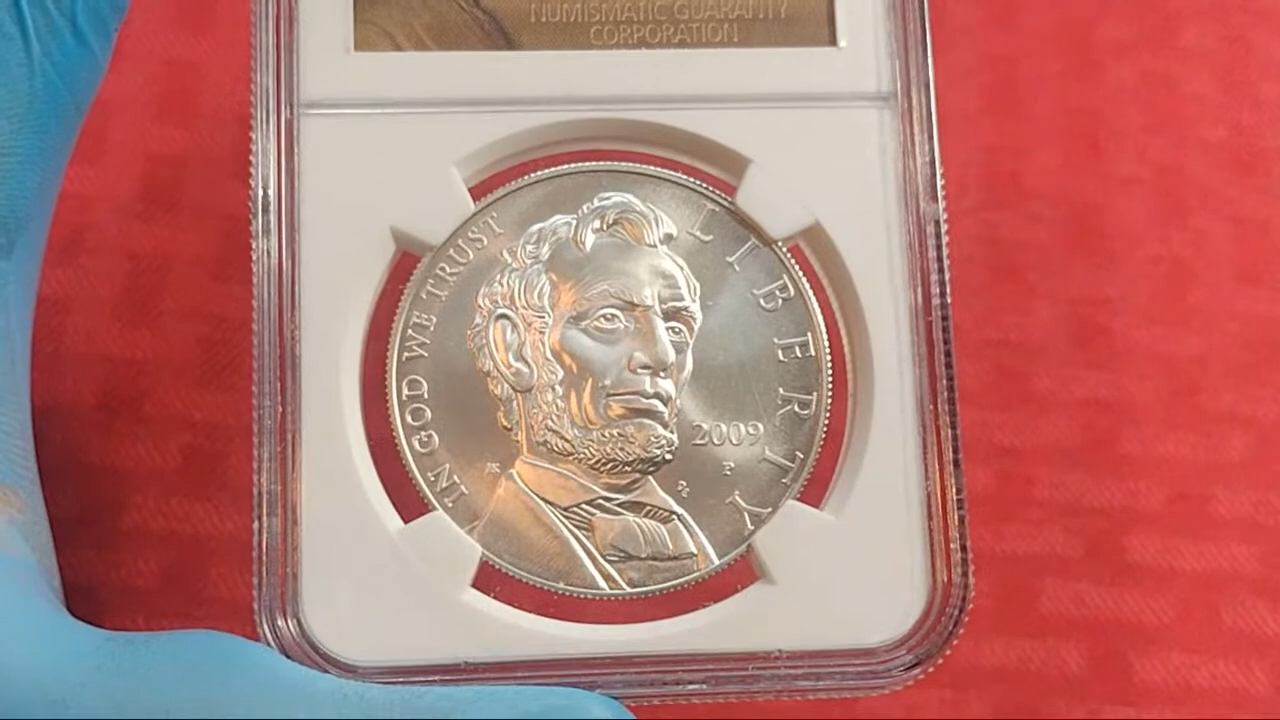 NUMISMATIC GUARANTY
CORPORATION
IN GOD WE TRUST
LIBERTY
2009
P